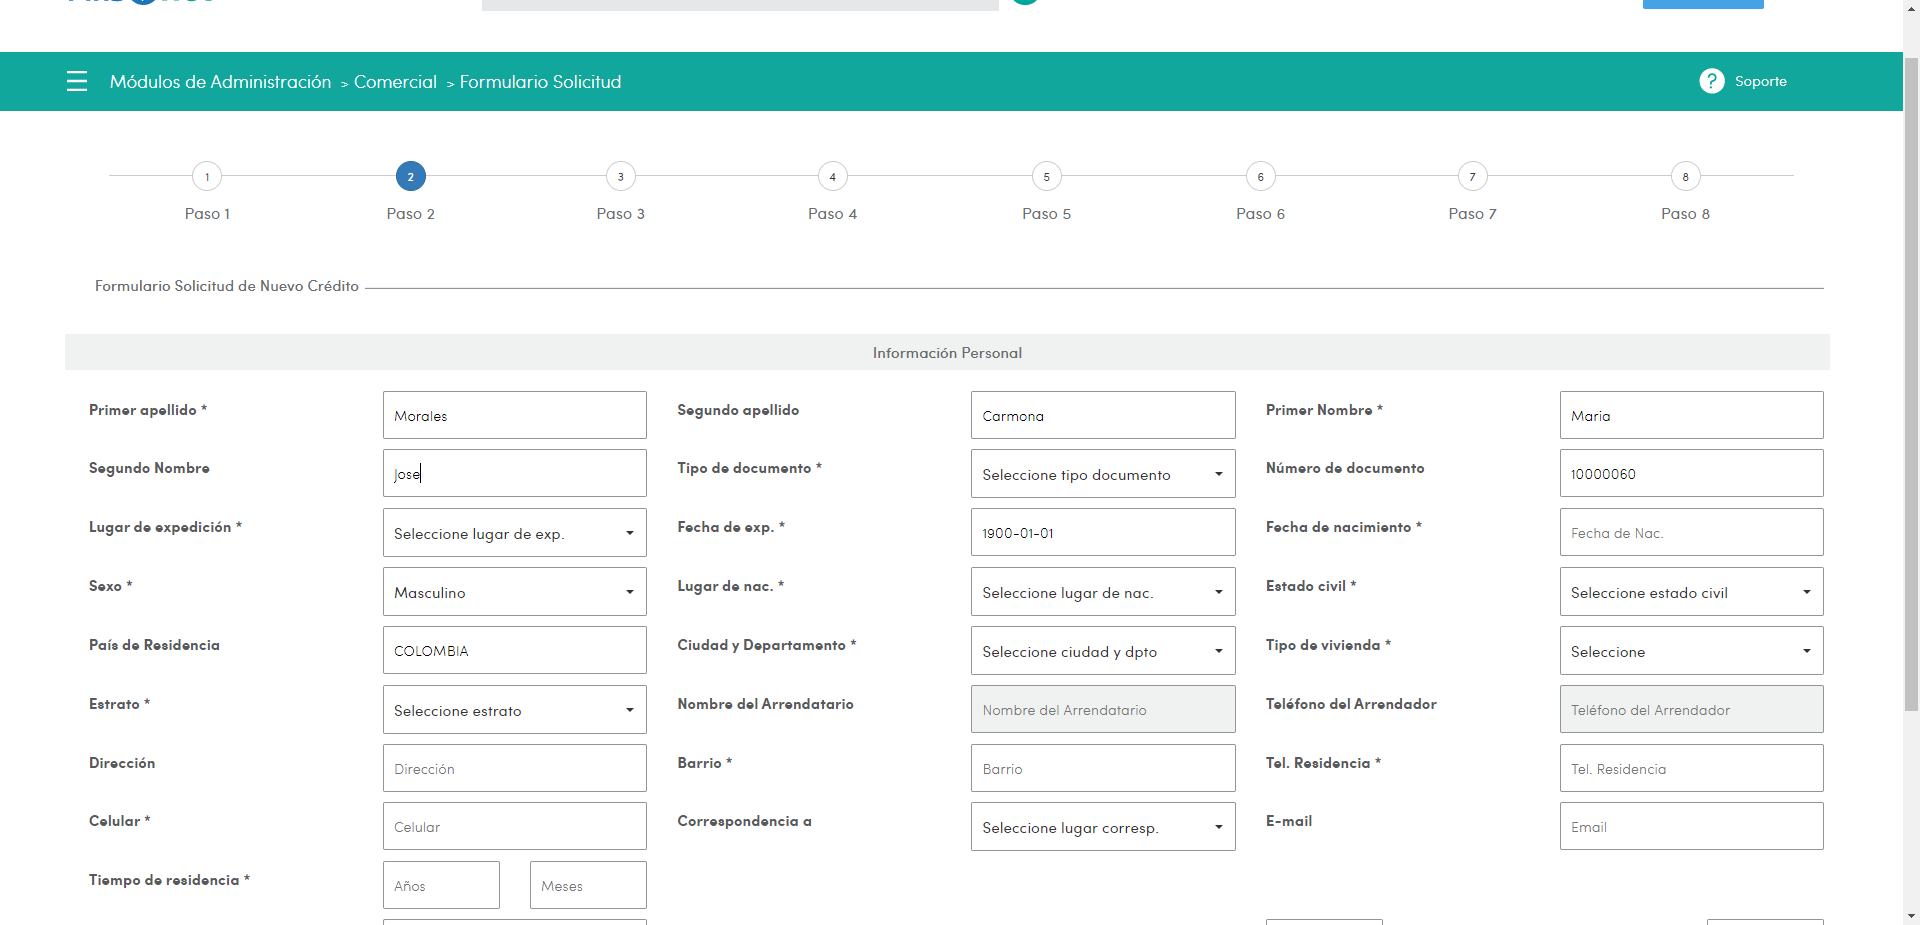 Módulos de Administración > Comercial > Formulario Solicitud
? Soporte
1 2 3 4 5 6 7 8
Paso 1 Paso 2 Paso 3 Paso 4 Paso 5 Paso 6 Paso 7 Paso 8
Formulario Solicitud de Nuevo Crédito
Información Personal
Primer apellido * Morales Segundo apellido Carmona Primer Nombre * Maria
Segundo Nombre Jose Tipo de documento * Seleccione tipo documento Número de documento 10000060
Lugar de expedición * Seleccione lugar de exp. Fecha de exp. * 1900-01-01 Fecha de nacimiento * Fecha de Nac.
Sexo * Masculino Lugar de nac. * Seleccione lugar de nac. Estado civil * Seleccione estado civil
País de Residencia COLOMBIA Ciudad y Departamento * Seleccione ciudad y dpto Tipo de vivienda * Seleccione
Estrato * Seleccione estrato Nombre del Arrendatario Nombre del Arrendatario Teléfono del Arrendador Teléfono del Arrendador
Dirección Dirección Barrio * Barrio Tel. Residencia * Tel. Residencia
Celular * Celular Correspondencia a Seleccione lugar corresp. E-mail Email
Tiempo de residencia * Años Meses